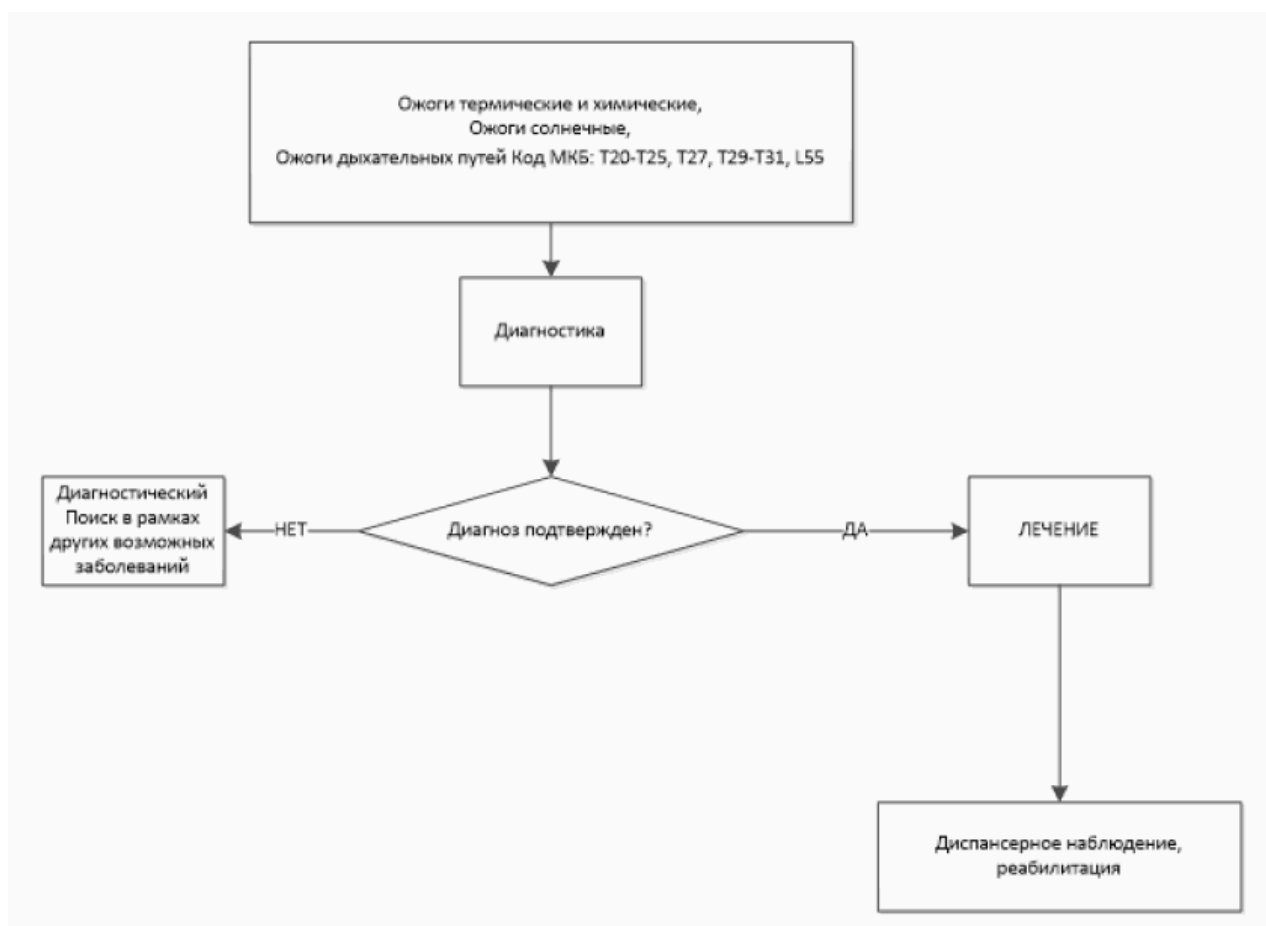 Ожоги термические и химические,
Ожоги солнечные,
Ожоги дыхательных путей Код МКБ: T20-T25, T27, T29-T31, L55
Диагностика
Диагностический
Поиск в рамках
других возможных
заболеваний
НЕТ
Диагноз подтвержден?
ДА
ЛЕЧЕНИЕ
Диспансерное наблюдение,
реабилитация